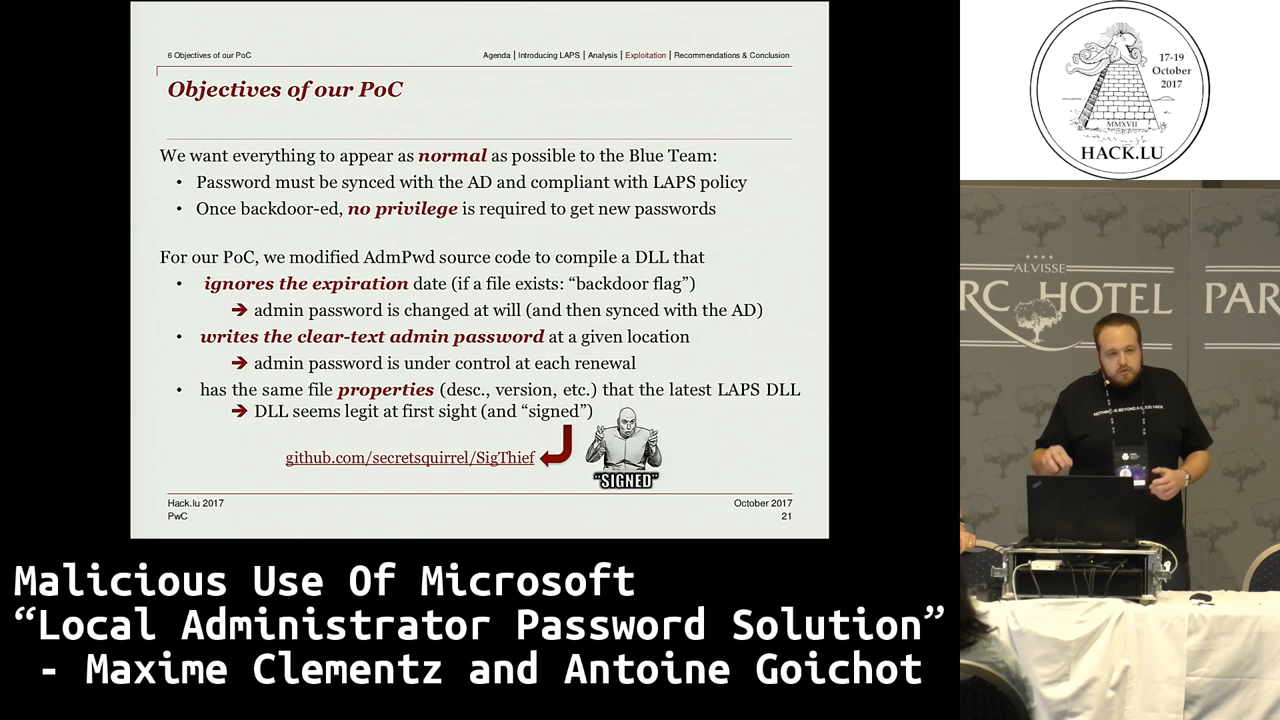 6 Objectives of our PoC
Agenda | Introducing LAPS | Analysis | Exploitation | Recommendations & Conclusion
Objectives of our PoC
We want everything to appear as normal as possible to the Blue Team:
• Password must be synced with the AD and compliant with LAPS policy
• Once backdoor-ed, no privilege is required to get new passwords
For our PoC, we modified AdmPwd source code to compile a DLL that
• ignores the expiration date (if a file exists: “backdoor flag”)
➔ admin password is changed at will (and then synced with the AD)
• writes the clear-text admin password at a given location
➔ admin password is under control at each renewal
• has the same file properties (desc., version, etc.) that the latest LAPS DLL
➔ DLL seems legit at first sight (and “signed”)
github.com/secretsquirrel/SigThief
"SIGNED"
Hack.lu 2017
October 2017
PwC
21
17-19
October
2017
MMXVII
HACK.LU
ALVISSE
RC HOTEL
PAR
NOTHING IS BEYOND A GOOD HACK
Malicious Use Of Microsoft
“Local Administrator Password Solution”
- Maxime Clementz and Antoine Goichot